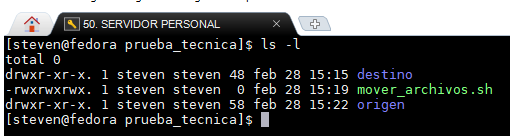 50. SERVIDOR PERSONAL
[steven@fedora prueba_tecnica]$ ls -l
total 0
drwxr-xr-x. 1 steven steven 48 feb 28 15:15 destino
-rwxrwxrwx. 1 steven steven  0 feb 28 15:19 mover_archivos.sh
drwxr-xr-x. 1 steven steven 58 feb 28 15:22 origen
[steven@fedora prueba_tecnica]$